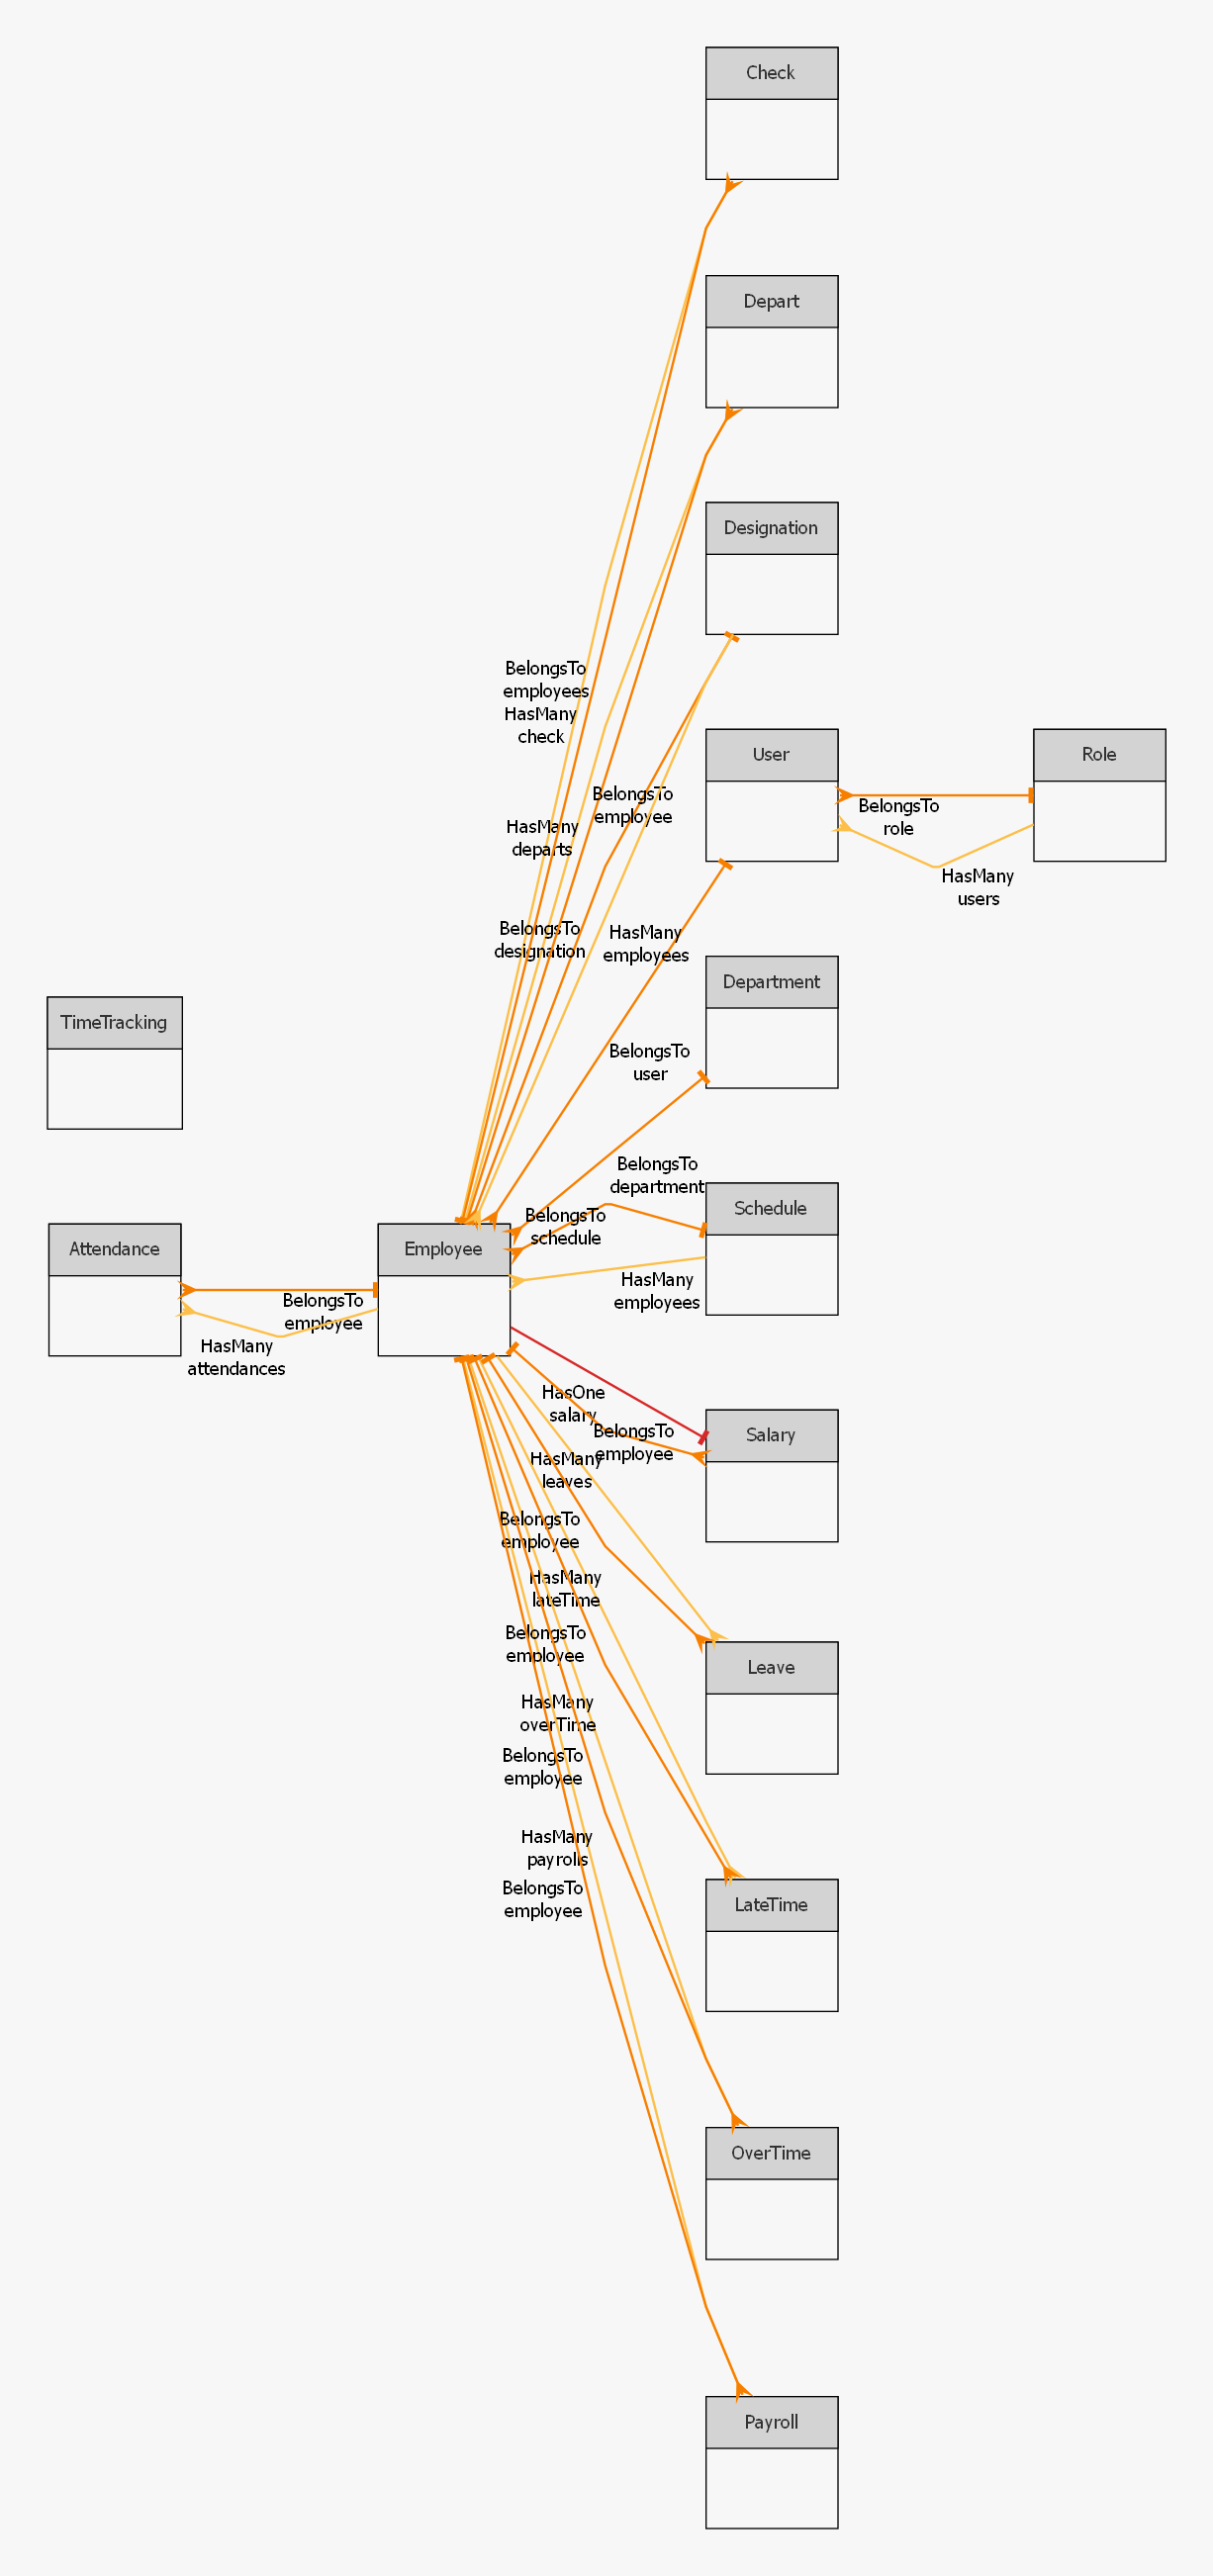 Check
Depart
Designation
BelongsTo
employees
HasMany
check
User
Role
BelongsTo
employee
BelongsTo
role
HasMany
departs
HasMany
users
BelongsTo
designation
HasMany
employees
Department
TimeTracking
BelongsTo
user
BelongsTo
department
Schedule
BelongsTo
schedule
Attendance
Employee
HasMany
employees
BelongsTo
employee
HasMany
attendances
HasOne
salary
BelongsTo
employee
Salary
HasMany
leaves
BelongsTo
employee
HasMany
lateTime
BelongsTo
employee
Leave
HasMany
overTime
BelongsTo
employee
HasMany
payrolls
BelongsTo
employee
LateTime
OverTime
Payroll